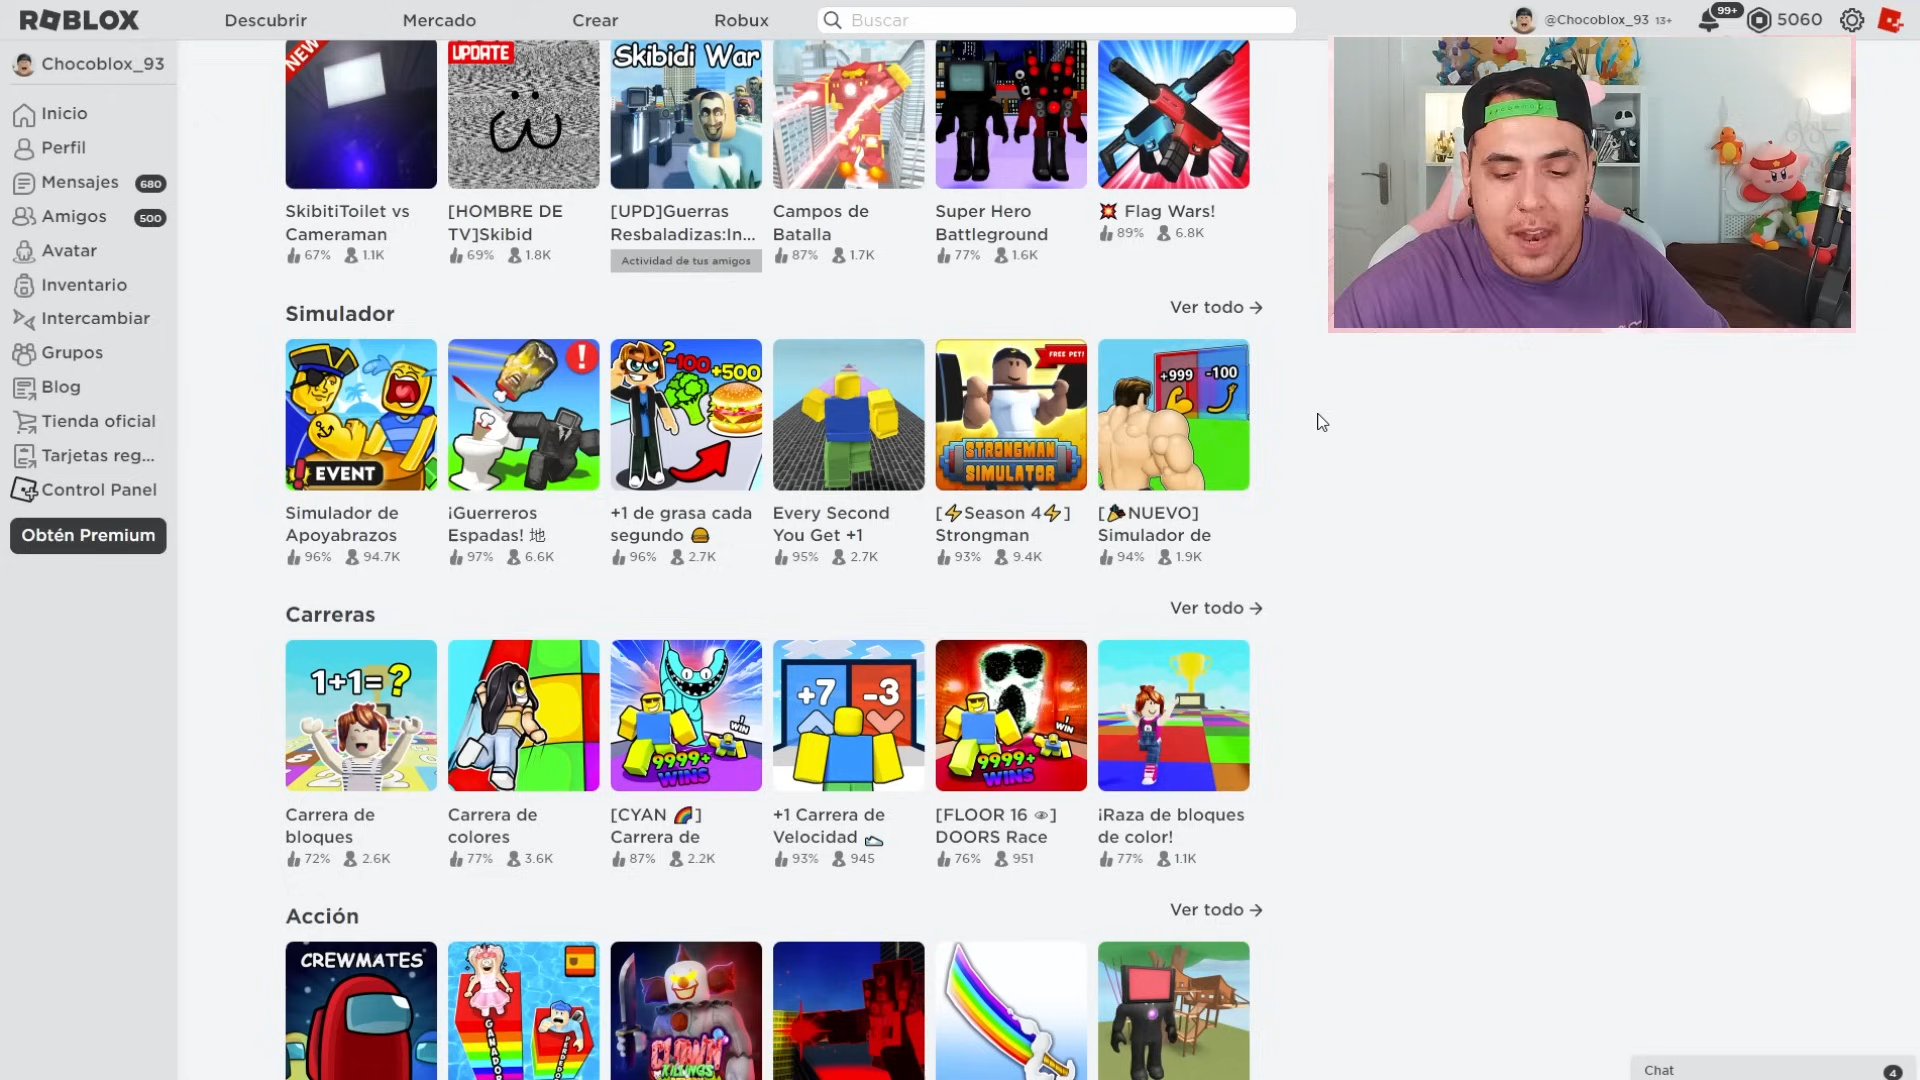 ROBLOX
Descubrir
Mercado
Crear
Robux
Buscar
@Chocoblox_93 13+
99+
5060
Chocoblox_93
Inicio
Perfil
Mensajes 680
Amigos 500
Avatar
Inventario
Intercambiar
Grupos
Blog
Tienda oficial
Tarjetas reg...
Control Panel
Obtén Premium
NEW
UPDATE
Skibidi War
SkibitiToilet vs
Cameraman
67% 1.1K
[HOMBRE DE
TV]Skibid
69% 1.8K
[UPD]Guerras
Resbaladizas:In...
Actividad de tus amigos
Campos de
Batalla
87% 1.7K
Super Hero
Battleground
77% 1.6K
💥 Flag Wars!
89% 6.8K
Simulador
Ver todo →
EVENT
!
?
-100
+500
FREE PET!
STRONGMAN
SIMULATOR
+999 -100
Simulador de
Apoyabrazos
96% 94.7K
¡Guerreros
Espadas! 地
97% 6.6K
+1 de grasa cada
segundo 🍔
96% 2.7K
Every Second
You Get +1
95% 2.7K
[⚡Season 4⚡]
Strongman
93% 9.4K
[🎉NUEVO]
Simulador de
94% 1.9K
Carreras
Ver todo →
1+1=?
1 WIN
9999+
WINS
+7 -3
1 WIN
9999+
WINS
Carrera de
bloques
72% 2.6K
Carrera de
colores
77% 3.6K
[CYAN 🌈]
Carrera de
87% 2.2K
+1 Carrera de
Velocidad 👟
93% 945
[FLOOR 16 👁]
DOORS Race
76% 951
¡Raza de bloques
de color!
77% 1.1K
Acción
Ver todo →
CREWMATES
GANADOR
CLOWN
KILLINGS
Chat
4